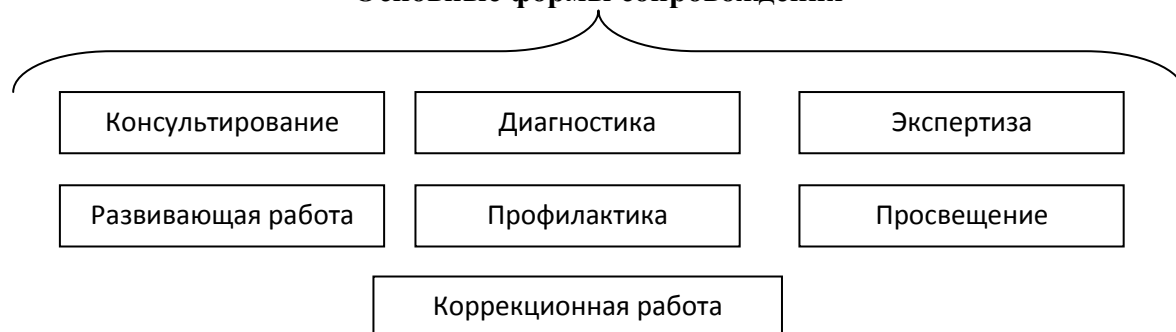 Основные формы сопровождения
Консультирование
Диагностика
Экспертиза
Развивающая работа
Профилактика
Просвещение
Коррекционная работа